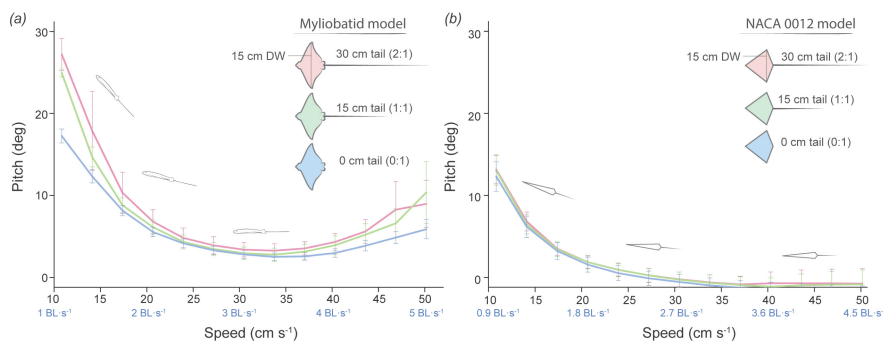 (a)
Myliobatid model
15 cm DW
30 cm tail (2:1)
15 cm tail (1:1)
0 cm tail (0:1)
Pitch (deg)
30
20
10
0
10 15 20 25 30 35 40 45 50
1 BL·s⁻¹ 2 BL·s⁻¹ 3 BL·s⁻¹ 4 BL·s⁻¹ 5 BL·s⁻¹
Speed (cm s⁻¹)
(b)
NACA 0012 model
15 cm DW
30 cm tail (2:1)
15 cm tail (1:1)
0 cm tail (0:1)
Pitch (deg)
30
20
10
0
10 15 20 25 30 35 40 45 50
0.9 BL·s⁻¹ 1.8 BL·s⁻¹ 2.7 BL·s⁻¹ 3.6 BL·s⁻¹ 4.5 BL·s⁻¹
Speed (cm s⁻¹)